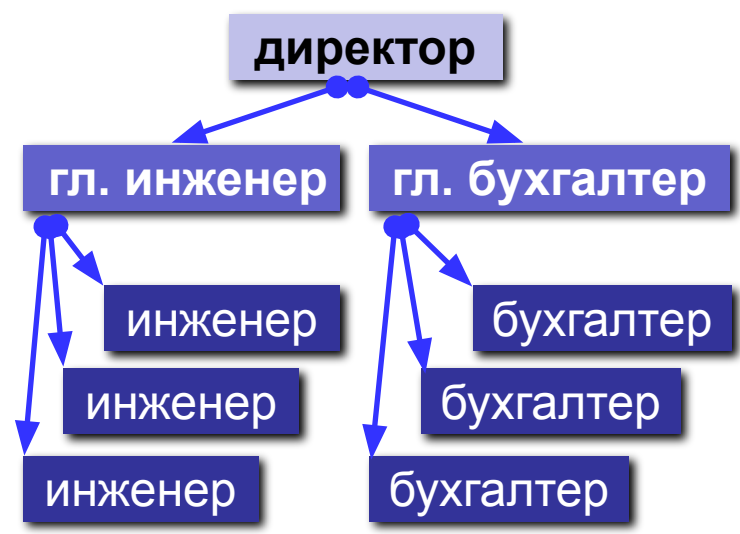 директор
гл. инженер
гл. бухгалтер
инженер
бухгалтер
инженер
бухгалтер
инженер
бухгалтер